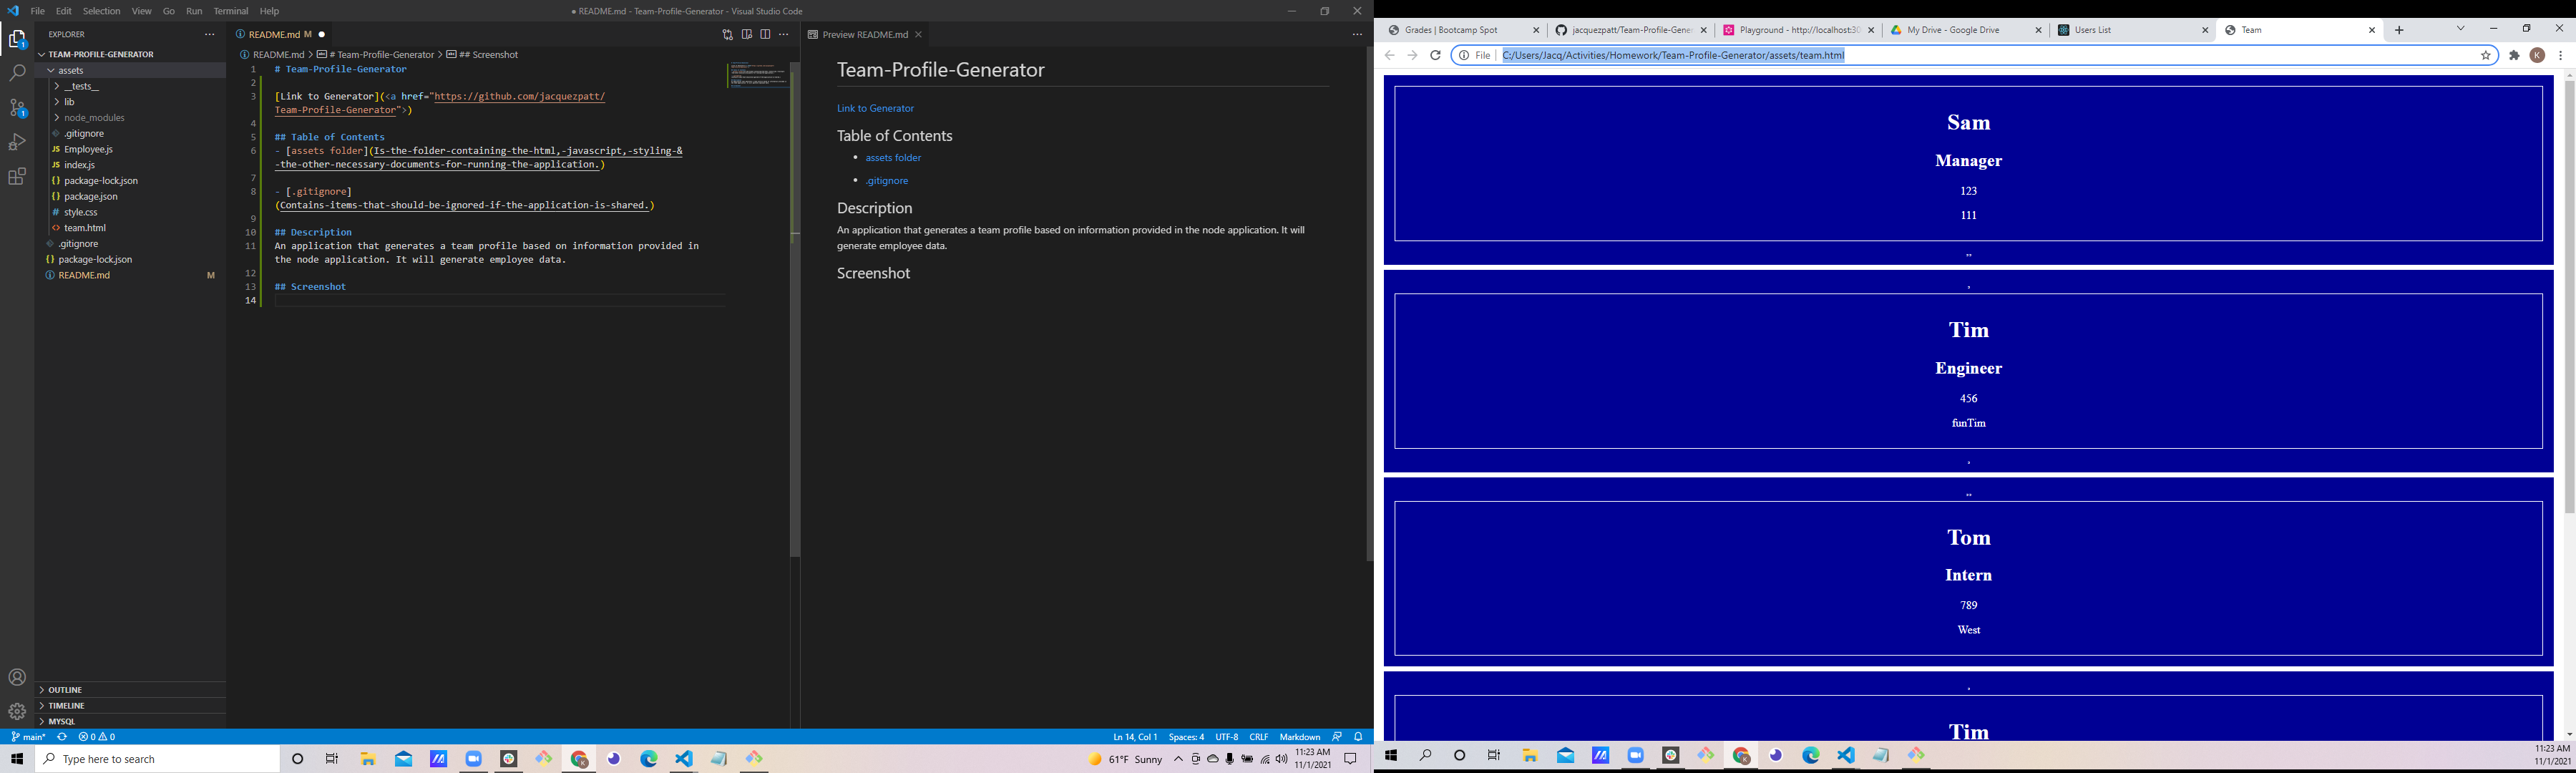 File Edit Selection View Go Run Terminal Help
● README.md - Team-Profile-Generator - Visual Studio Code
EXPLORER
TEAM-PROFILE-GENERATOR
assets
__tests__
lib
node_modules
.gitignore
Employee.js
index.js
package-lock.json
package.json
style.css
team.html
.gitignore
package-lock.json
README.md M
OUTLINE
TIMELINE
MYSQL
README.md M
README.md > # Team-Profile-Generator > ## Screenshot
1 # Team-Profile-Generator
2
3 [Link to Generator](<a href="https://github.com/jacquezpatt/
Team-Profile-Generator">)
4
5 ## Table of Contents
6 - [assets folder](Is-the-folder-containing-the-html,-javascript,-styling-&
-the-other-necessary-documents-for-running-the-application.)
7
8 - [.gitignore]
(Contains-items-that-should-be-ignored-if-the-application-is-shared.)
9
10 ## Description
11 An application that generates a team profile based on information provided in
the node application. It will generate employee data.
12
13 ## Screenshot
14
Preview README.md
Team-Profile-Generator
Link to Generator
Table of Contents
• assets folder
• .gitignore
Description
An application that generates a team profile based on information provided in the node application. It will
generate employee data.
Screenshot
main* 0 0
Ln 14, Col 1 Spaces: 4 UTF-8 CRLF Markdown
Type here to search
61°F Sunny
11:23 AM
11/1/2021
Grades | Bootcamp Spot
jacquezpatt/Team-Profile-Gener
Playground - http://localhost:30
My Drive - Google Drive
Users List
Team
File C:/Users/Jacq/Activities/Homework/Team-Profile-Generator/assets/team.html
K
Sam
Manager
123
111
Tim
Engineer
456
funTim
Tom
Intern
789
West
Tim
11:23 AM
11/1/2021